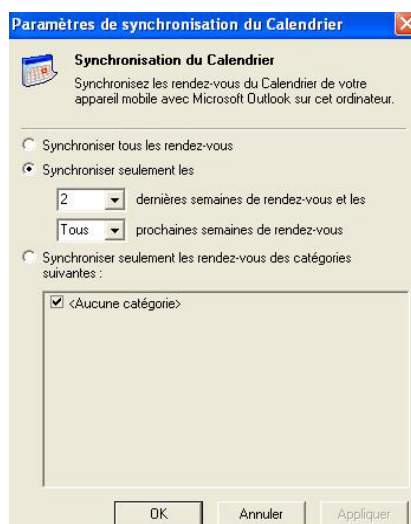 Paramètres de synchronisation du Calendrier
Synchronisation du Calendrier
Synchronisez les rendez-vous du Calendrier de votre
appareil mobile avec Microsoft Outlook sur cet ordinateur.
Synchroniser tous les rendez-vous
Synchroniser seulement les
2 dernières semaines de rendez-vous et les
Tous prochaines semaines de rendez-vous
Synchroniser seulement les rendez-vous des catégories
suivantes :
<Aucune catégorie>
OK Annuler Appliquer